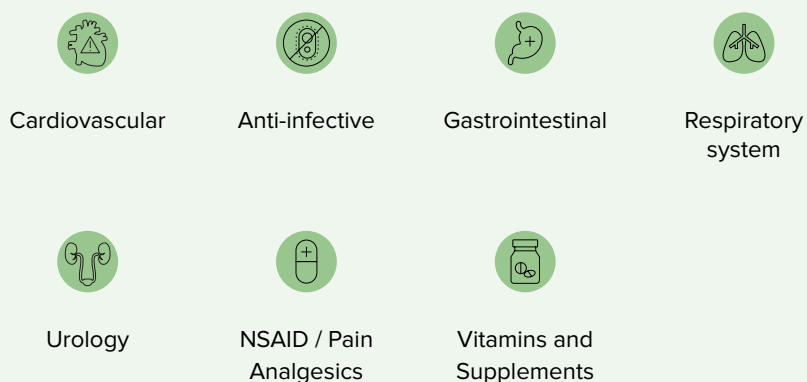 Cardiovascular
Anti-infective
Gastrointestinal
Respiratory
system
Urology
NSAID / Pain
Analgesics
Vitamins and
Supplements